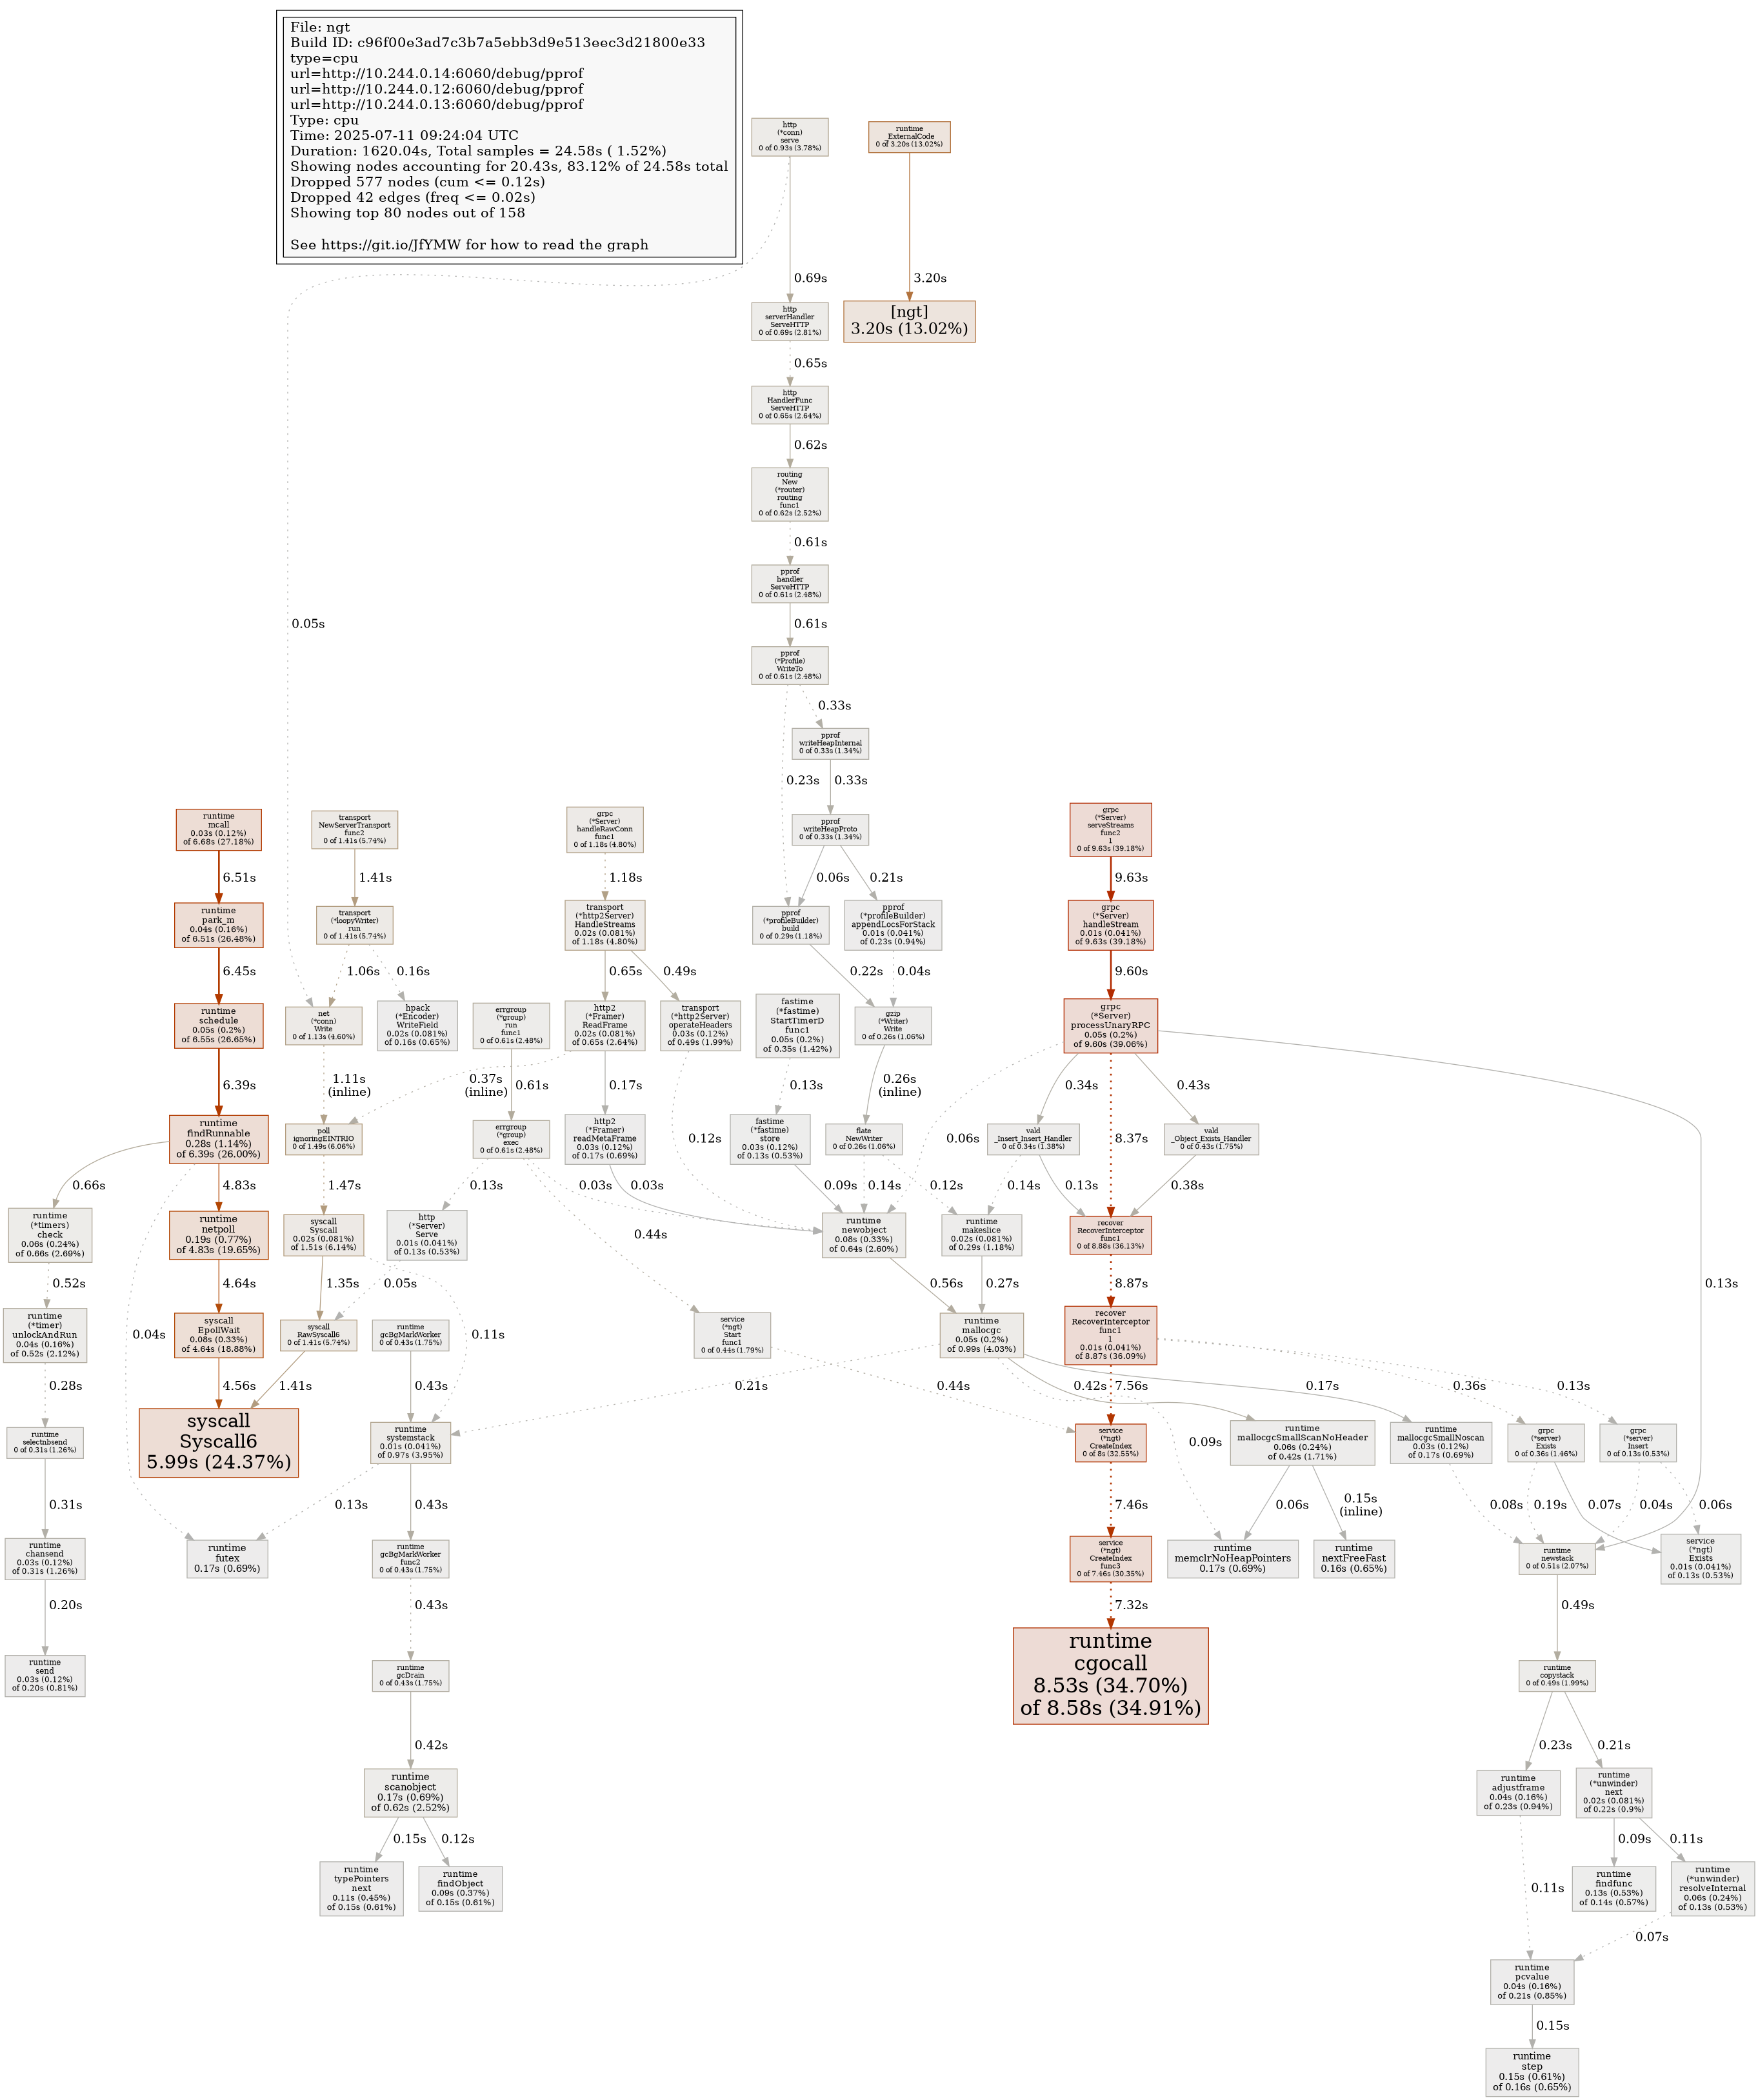 File: ngt
Build ID: c96f00e3ad7c3b7a5ebb3d9e513eec3d21800e33
type=cpu
url=http://10.244.0.14:6060/debug/pprof
url=http://10.244.0.12:6060/debug/pprof
url=http://10.244.0.13:6060/debug/pprof
Type: cpu
Time: 2025-07-11 09:24:04 UTC
Duration: 1620.04s, Total samples = 24.58s ( 1.52%)
Showing nodes accounting for 20.43s, 83.12% of 24.58s total
Dropped 577 nodes (cum <= 0.12s)
Dropped 42 edges (freq <= 0.02s)
Showing top 80 nodes out of 158
See https://git.io/JfYMW for how to read the graph
http
(*conn)
serve
0 of 0.93s (3.78%)
runtime
_ExternalCode
0 of 3.20s (13.02%)
0.69s
3.20s
http
serverHandler
ServeHTTP
0 of 0.69s (2.81%)
[ngt]
3.20s (13.02%)
0.65s
http
HandlerFunc
ServeHTTP
0 of 0.65s (2.64%)
0.62s
routing
New
(*router)
routing
func1
0 of 0.62s (2.52%)
0.61s
pprof
handler
ServeHTTP
0 of 0.61s (2.48%)
0.05s
0.61s
pprof
(*Profile)
WriteTo
0 of 0.61s (2.48%)
0.33s
pprof
writeHeapInternal
0 of 0.33s (1.34%)
0.23s
0.33s
runtime
mcall
0.03s (0.12%)
of 6.68s (27.18%)
transport
NewServerTransport
func2
0 of 1.41s (5.74%)
grpc
(*Server)
handleRawConn
func1
0 of 1.18s (4.80%)
pprof
writeHeapProto
0 of 0.33s (1.34%)
grpc
(*Server)
serveStreams
func2
1
0 of 9.63s (39.18%)
6.51s
1.41s
1.18s
0.06s
0.21s
9.63s
runtime
park_m
0.04s (0.16%)
of 6.51s (26.48%)
transport
(*loopyWriter)
run
0 of 1.41s (5.74%)
transport
(*http2Server)
HandleStreams
0.02s (0.081%)
of 1.18s (4.80%)
pprof
(*profileBuilder)
build
0 of 0.29s (1.18%)
pprof
(*profileBuilder)
appendLocsForStack
0.01s (0.041%)
of 0.23s (0.94%)
grpc
(*Server)
handleStream
0.01s (0.041%)
of 9.63s (39.18%)
6.45s
1.06s
0.16s
0.65s
0.49s
0.22s
0.04s
9.60s
runtime
schedule
0.05s (0.2%)
of 6.55s (26.65%)
net
(*conn)
Write
0 of 1.13s (4.60%)
hpack
(*Encoder)
WriteField
0.02s (0.081%)
of 0.16s (0.65%)
errgroup
(*group)
run
func1
0 of 0.61s (2.48%)
http2
(*Framer)
ReadFrame
0.02s (0.081%)
of 0.65s (2.64%)
transport
(*http2Server)
operateHeaders
0.03s (0.12%)
of 0.49s (1.99%)
fastime
(*fastime)
StartTimerD
func1
0.05s (0.2%)
of 0.35s (1.42%)
gzip
(*Writer)
Write
0 of 0.26s (1.06%)
grpc
(*Server)
processUnaryRPC
0.05s (0.2%)
of 9.60s (39.06%)
6.39s
1.11s
(inline)
0.37s
(inline)
0.61s
0.17s
0.13s
0.26s
(inline)
0.34s
0.43s
runtime
findRunnable
0.28s (1.14%)
of 6.39s (26.00%)
poll
ignoringEINTRIO
0 of 1.49s (6.06%)
errgroup
(*group)
exec
0 of 0.61s (2.48%)
http2
(*Framer)
readMetaFrame
0.03s (0.12%)
of 0.17s (0.69%)
0.12s
fastime
(*fastime)
store
0.03s (0.12%)
of 0.13s (0.53%)
flate
NewWriter
0 of 0.26s (1.06%)
0.06s
vald
_Insert_Insert_Handler
0 of 0.34s (1.38%)
8.37s
vald
_Object_Exists_Handler
0 of 0.43s (1.75%)
0.66s
4.83s
1.47s
0.13s
0.03s
0.03s
0.09s
0.14s
0.12s
0.14s
0.13s
0.38s
runtime
(*timers)
check
0.06s (0.24%)
of 0.66s (2.69%)
runtime
netpoll
0.19s (0.77%)
of 4.83s (19.65%)
syscall
Syscall
0.02s (0.081%)
of 1.51s (6.14%)
http
(*Server)
Serve
0.01s (0.041%)
of 0.13s (0.53%)
0.44s
runtime
newobject
0.08s (0.33%)
of 0.64s (2.60%)
runtime
makeslice
0.02s (0.081%)
of 0.29s (1.18%)
recover
RecoverInterceptor
func1
0 of 8.88s (36.13%)
0.52s
4.64s
1.35s
0.05s
0.56s
0.27s
8.87s
0.13s
runtime
(*timer)
unlockAndRun
0.04s (0.16%)
of 0.52s (2.12%)
0.04s
syscall
EpollWait
0.08s (0.33%)
of 4.64s (18.88%)
syscall
RawSyscall6
0 of 1.41s (5.74%)
runtime
gcBgMarkWorker
0 of 0.43s (1.75%)
0.11s
service
(*ngt)
Start
func1
0 of 0.44s (1.79%)
runtime
mallocgc
0.05s (0.2%)
of 0.99s (4.03%)
recover
RecoverInterceptor
func1
1
0.01s (0.041%)
of 8.87s (36.09%)
0.28s
4.56s
1.41s
0.43s
0.21s
0.44s
0.42s
7.56s
0.17s
0.36s
0.13s
runtime
selectnbsend
0 of 0.31s (1.26%)
syscall
Syscall6
5.99s (24.37%)
runtime
systemstack
0.01s (0.041%)
of 0.97s (3.95%)
service
(*ngt)
CreateIndex
0 of 8s (32.55%)
0.09s
runtime
mallocgcSmallScanNoHeader
0.06s (0.24%)
of 0.42s (1.71%)
runtime
mallocgcSmallNoscan
0.03s (0.12%)
of 0.17s (0.69%)
grpc
(*server)
Exists
0 of 0.36s (1.46%)
grpc
(*server)
Insert
0 of 0.13s (0.53%)
0.31s
0.13s
0.43s
7.46s
0.06s
0.15s
(inline)
0.08s
0.19s
0.07s
0.04s
0.06s
runtime
chansend
0.03s (0.12%)
of 0.31s (1.26%)
runtime
futex
0.17s (0.69%)
runtime
gcBgMarkWorker
func2
0 of 0.43s (1.75%)
service
(*ngt)
CreateIndex
func3
0 of 7.46s (30.35%)
runtime
memclrNoHeapPointers
0.17s (0.69%)
runtime
nextFreeFast
0.16s (0.65%)
runtime
newstack
0 of 0.51s (2.07%)
service
(*ngt)
Exists
0.01s (0.041%)
of 0.13s (0.53%)
0.20s
0.43s
7.32s
0.49s
runtime
send
0.03s (0.12%)
of 0.20s (0.81%)
runtime
gcDrain
0 of 0.43s (1.75%)
runtime
cgocall
8.53s (34.70%)
of 8.58s (34.91%)
runtime
copystack
0 of 0.49s (1.99%)
0.42s
0.23s
0.21s
runtime
scanobject
0.17s (0.69%)
of 0.62s (2.52%)
runtime
adjustframe
0.04s (0.16%)
of 0.23s (0.94%)
runtime
(*unwinder)
next
0.02s (0.081%)
of 0.22s (0.9%)
0.15s
0.12s
0.09s
0.11s
runtime
typePointers
next
0.11s (0.45%)
of 0.15s (0.61%)
runtime
findObject
0.09s (0.37%)
of 0.15s (0.61%)
0.11s
runtime
findfunc
0.13s (0.53%)
of 0.14s (0.57%)
runtime
(*unwinder)
resolveInternal
0.06s (0.24%)
of 0.13s (0.53%)
0.07s
runtime
pcvalue
0.04s (0.16%)
of 0.21s (0.85%)
0.15s
runtime
step
0.15s (0.61%)
of 0.16s (0.65%)